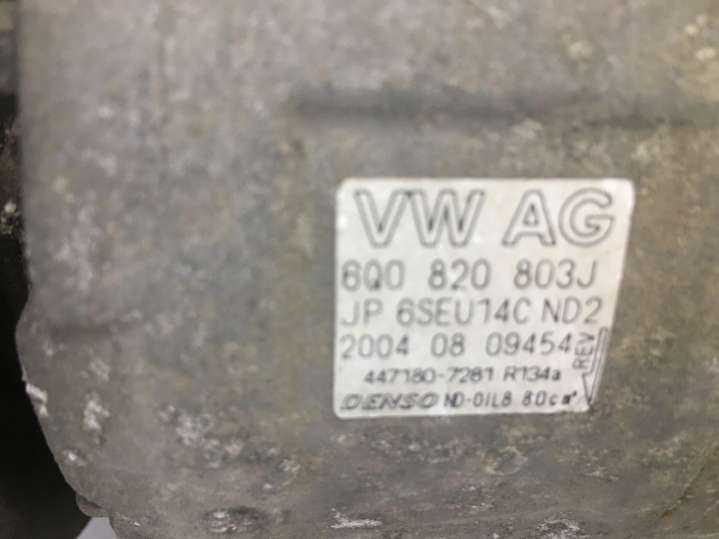 VW AG
6Q0 820 803J
JP 6SEU14C ND2
2004 08 09454
REV
447180-7281 R134a
DENSO ND-OIL8 80cm³